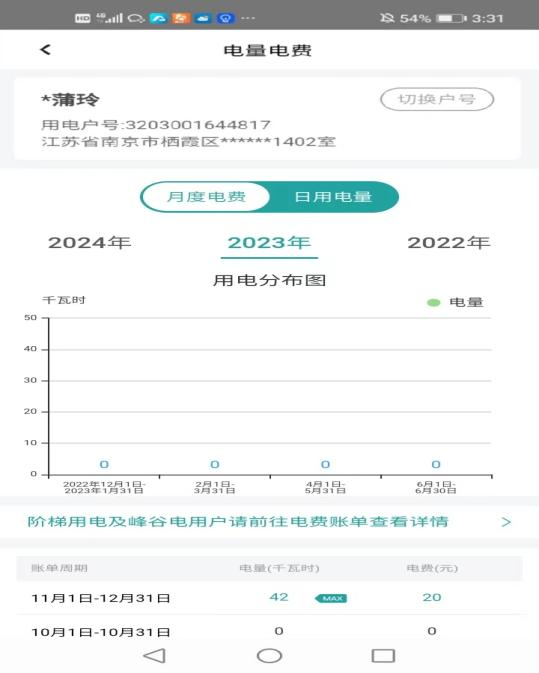 HD 4G 54% 3:31
电量电费
*蒲玲
切换户号
用电户号:3203001644817
江苏省南京市栖霞区******1402室
月度电费 日用电量
2024年 2023年 2022年
用电分布图
千瓦时 电量
50
40
30
20
10
0 0 0 0
0
2022年12月1日-
2023年1月31日
2月1日-
3月31日
4月1日-
5月31日
6月1日-
6月30日
阶梯用电及峰谷电用户请前往电费账单查看详情 >
账单周期 电量(千瓦时) 电费(元)
11月1日-12月31日 42 MAX 20
10月1日-10月31日 0 0